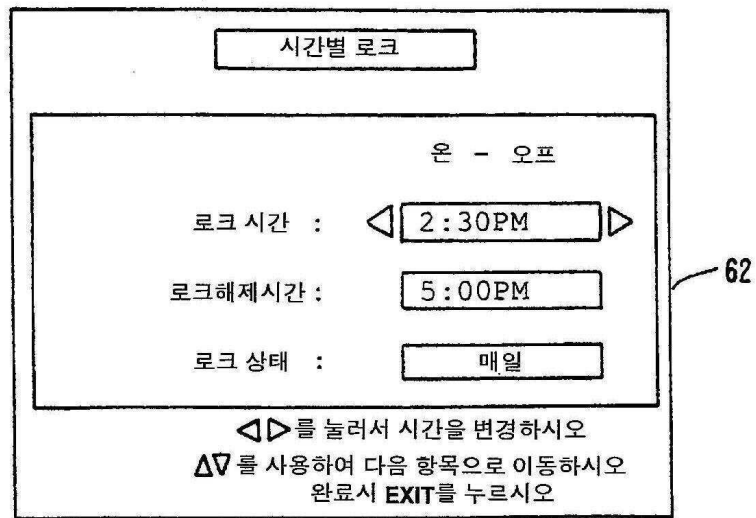 시간별 로크
온 - 오프
로크 시간 : ◁ 2:30PM ▷
로크해제시간 : 5:00PM
로크 상태 : 매일
62
◁ ▷를 눌러서 시간을 변경하시오
△▽를 사용하여 다음 항목으로 이동하시오
완료시 EXIT를 누르시오